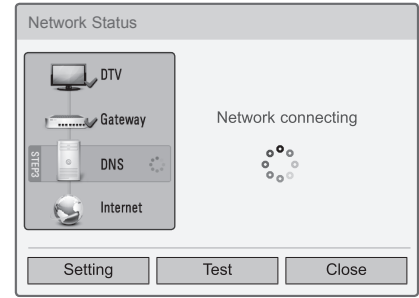 Network Status
DTV
Gateway
STEP3
DNS
Internet
Network connecting
Setting
Test
Close